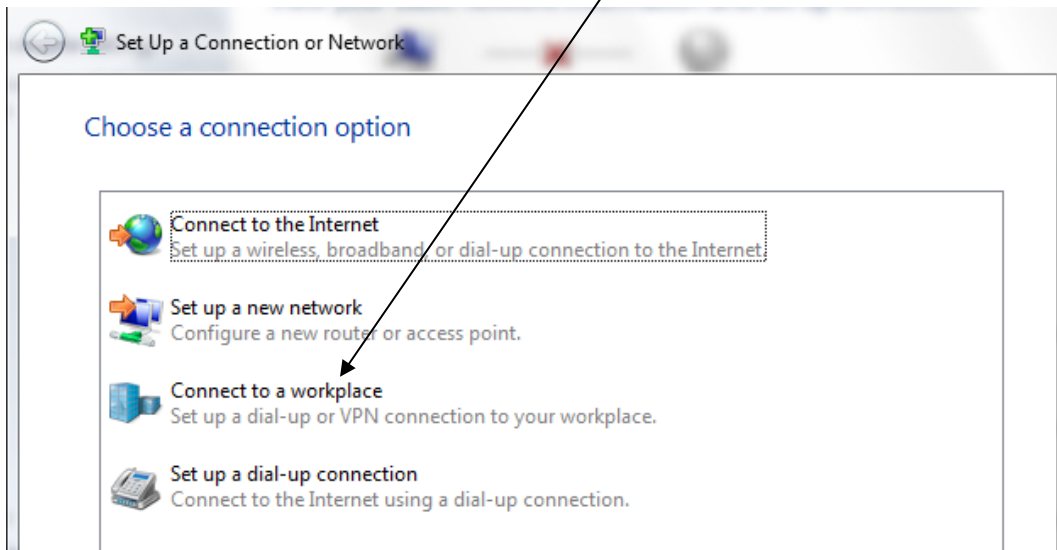 Set Up a Connection or Network
Choose a connection option
Connect to the Internet
Set up a wireless, broadband, or dial-up connection to the Internet.
Set up a new network
Configure a new router or access point.
Connect to a workplace
Set up a dial-up or VPN connection to your workplace.
Set up a dial-up connection
Connect to the Internet using a dial-up connection.